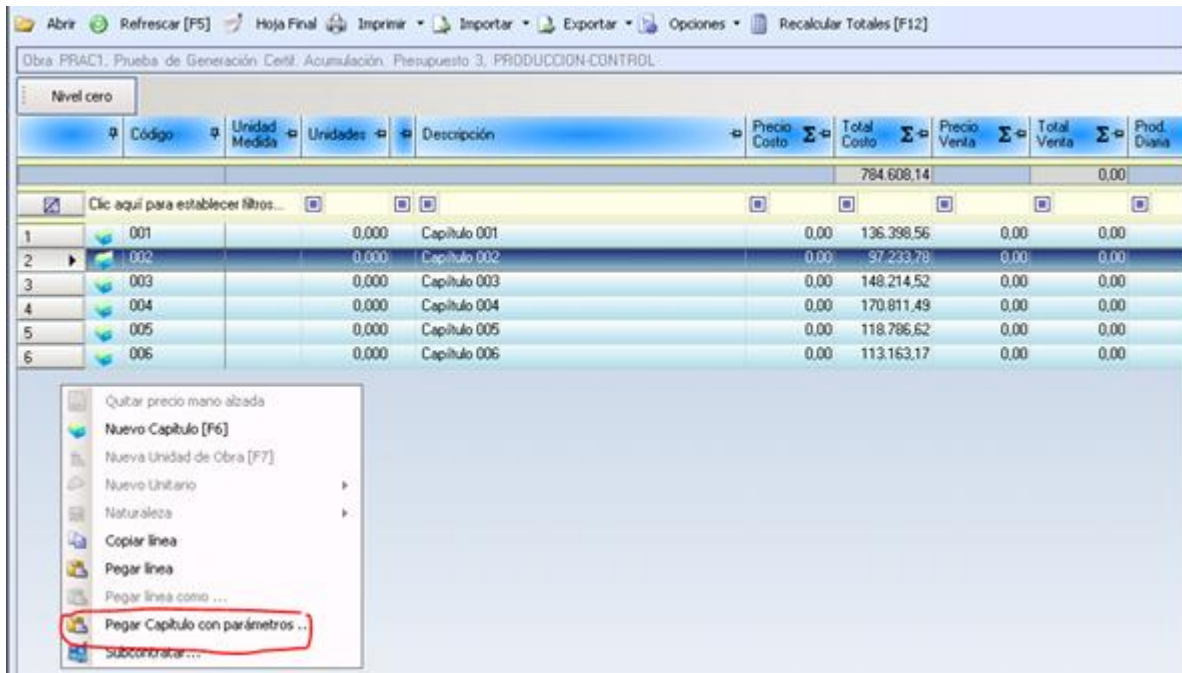 Abrir Refrescar [F5] Hoja Final Imprimir Importar Exportar Opciones Recalcular Totales [F12]
Obra PRAC1. Prueba de Generación Certif. Acumulación. Presupuesto 3, PRODUCCION-CONTROL
Nivel cero
Código Unidad Medida Unidades Descripción Precio Costo Σ Total Costo Σ Precio Venta Σ Total Venta Σ Prod. Diaria
784.608,14 0,00
Clic aquí para establecer filtros...
1 001 0,000 Capítulo 001 0,00 136.398,56 0,00 0,00
2 002 0,000 Capítulo 002 0,00 97.233,78 0,00 0,00
3 003 0,000 Capítulo 003 0,00 148.214,52 0,00 0,00
4 004 0,000 Capítulo 004 0,00 170.811,49 0,00 0,00
5 005 0,000 Capítulo 005 0,00 118.786,62 0,00 0,00
6 006 0,000 Capítulo 006 0,00 113.163,17 0,00 0,00
Quitar precio mano alzada
Nuevo Capítulo [F6]
Nueva Unidad de Obra [F7]
Nuevo Unitario
Naturaleza
Copiar línea
Pegar línea
Pegar línea como ...
Pegar Capítulo con parámetros ...
Subcontratar...